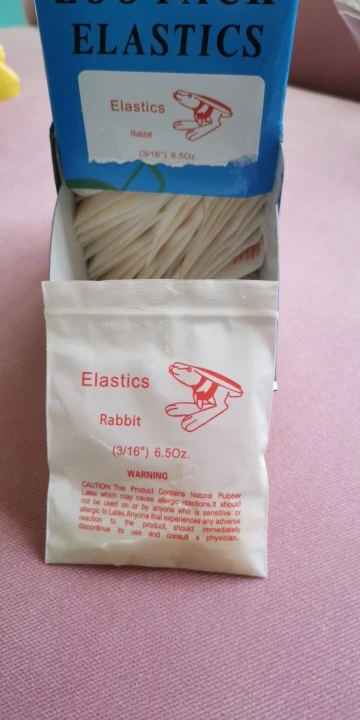 PACK
ELASTICS
Elastics
Rabbit
(3/16") 6.5Oz.
Elastics
Rabbit
(3/16") 6.5Oz.
WARNING
CAUTION:This Product Contains Natural Rubber
Latex which may cause allergic reactions.It should
not be used on or by anyone who is sensitive or
allergic to Latex.Anyone that experiences any adverse
reaction to the product, should immediately
discontinue its use and consult a physician.